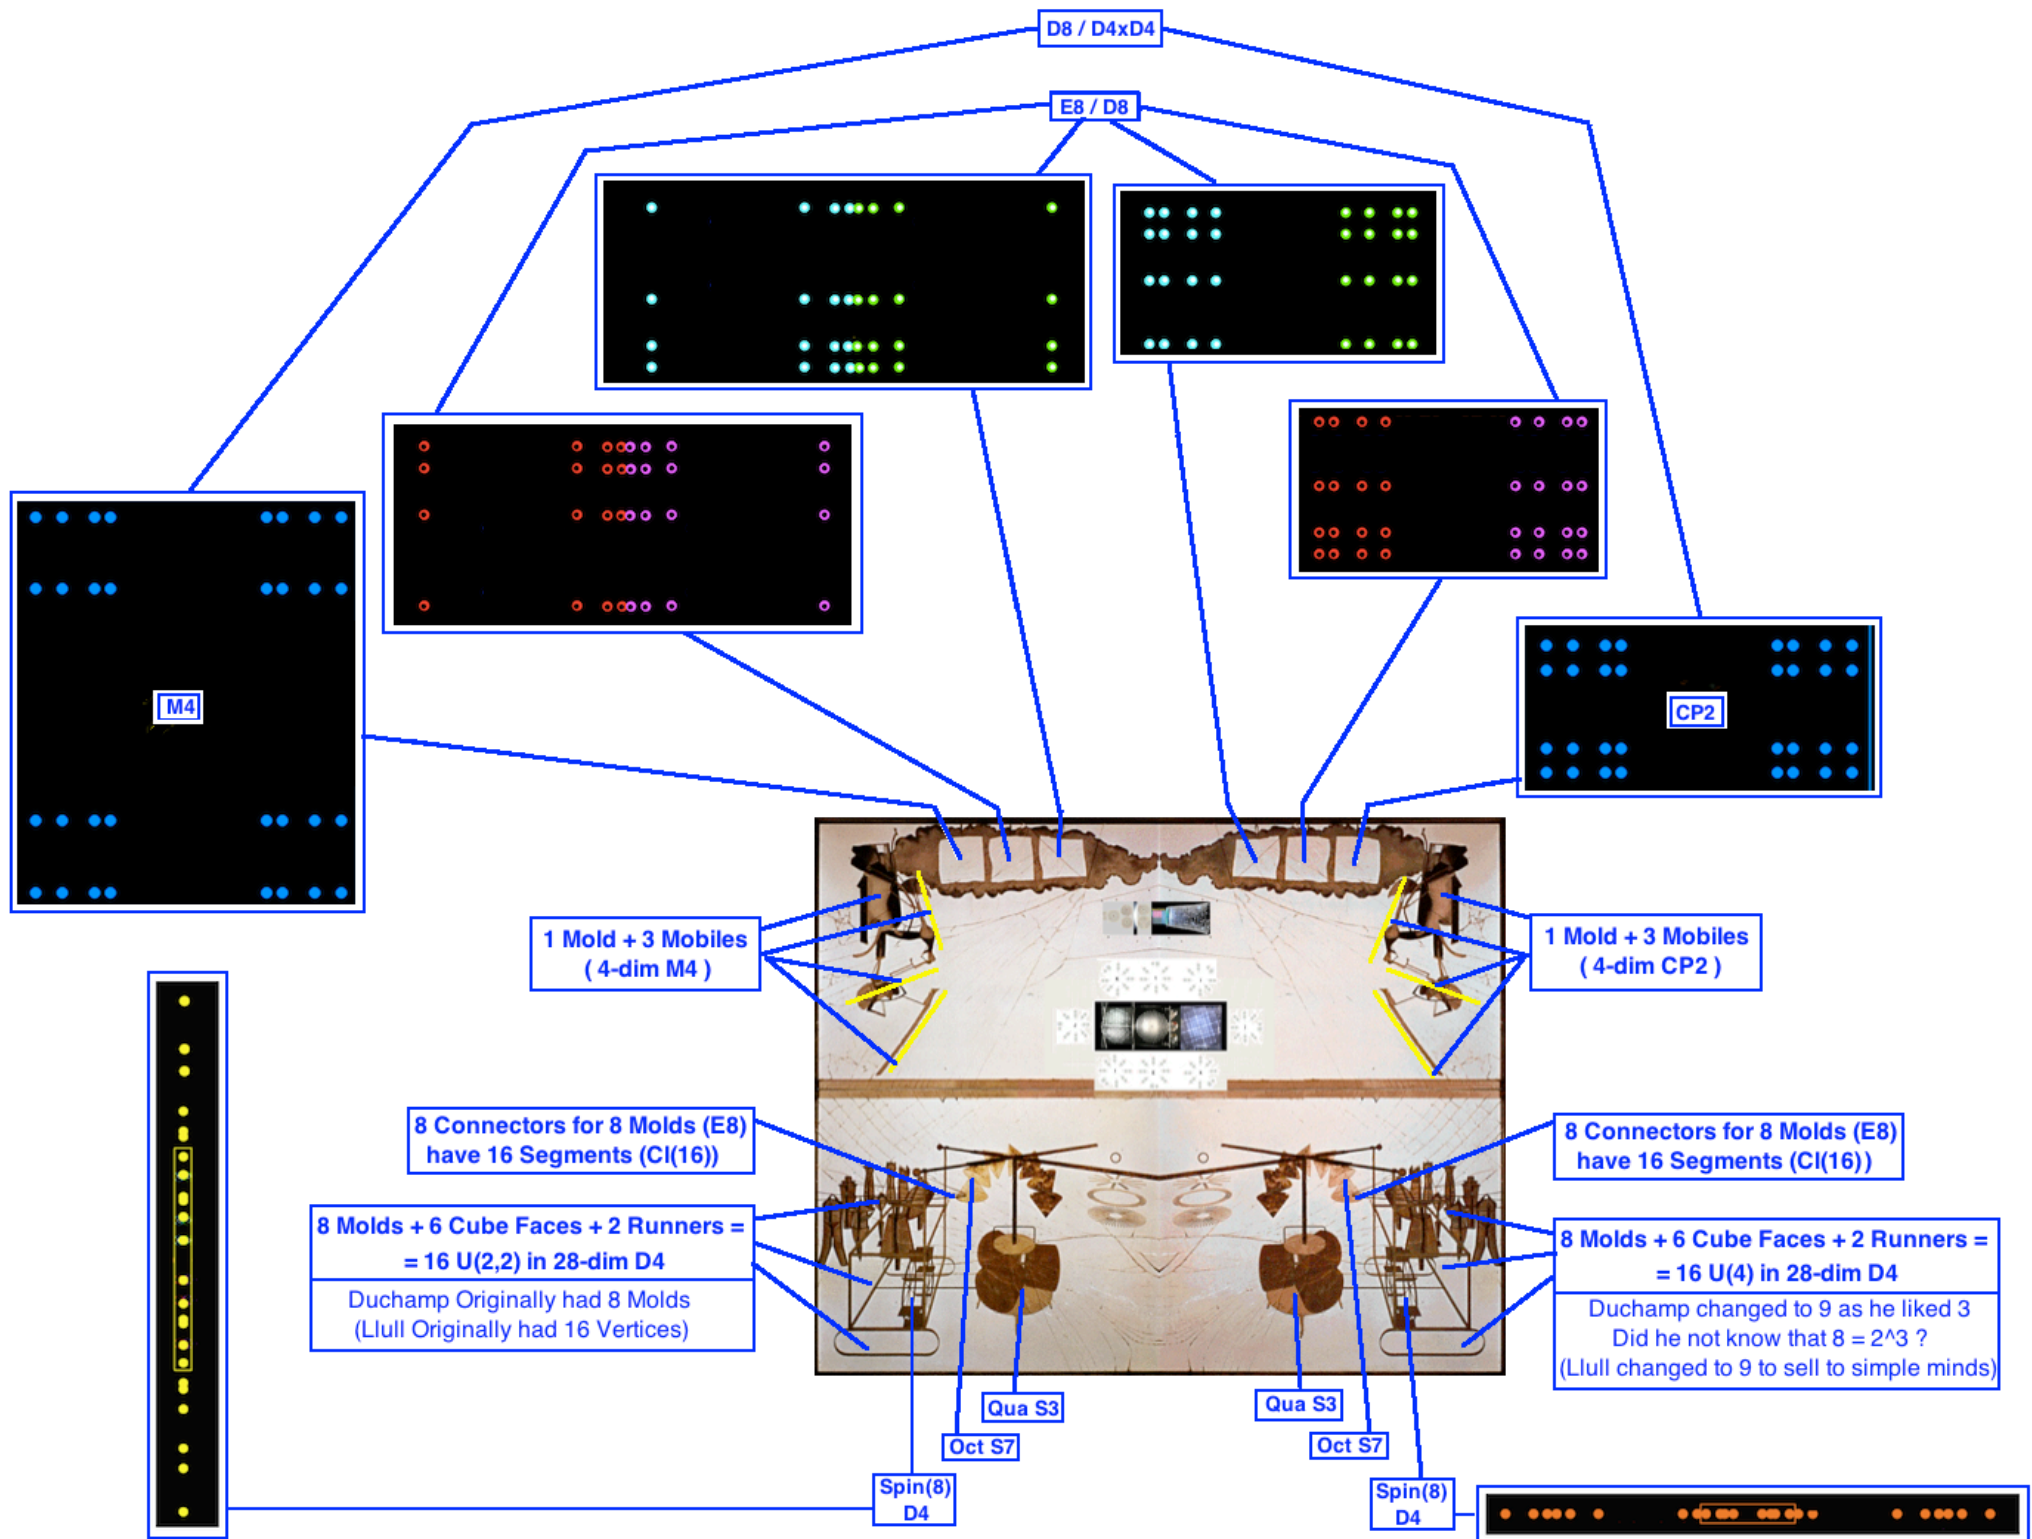 D8 / D4xD4
E8 / D8
M4
CP2
1 Mold + 3 Mobiles
( 4-dim M4 )
1 Mold + 3 Mobiles
( 4-dim CP2 )
8 Connectors for 8 Molds (E8)
have 16 Segments (Cl(16))
8 Connectors for 8 Molds (E8)
have 16 Segments (Cl(16))
8 Molds + 6 Cube Faces + 2 Runners =
= 16 U(2,2) in 28-dim D4
Duchamp Originally had 8 Molds
(Llull Originally had 16 Vertices)
8 Molds + 6 Cube Faces + 2 Runners =
= 16 U(4) in 28-dim D4
Duchamp changed to 9 as he liked 3
Did he not know that 8 = 2^3 ?
(Llull changed to 9 to sell to simple minds)
Qua S3
Qua S3
Oct S7
Oct S7
Spin(8)
D4
Spin(8)
D4